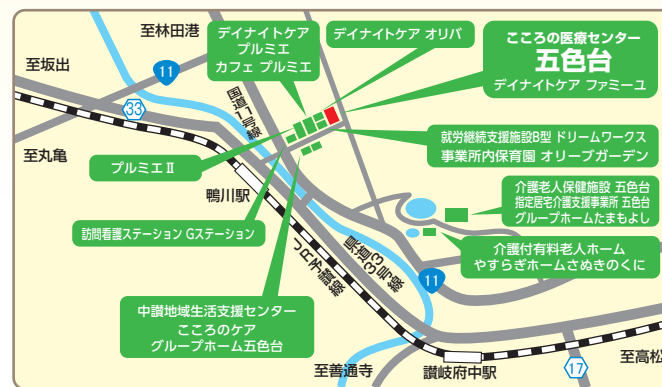 至林田港
デイナイトケア
プルミエ
カフェ プルミエ
デイナイトケア オリバ
こころの医療センター
五色台
デイナイトケア ファミーユ
至坂出
11
33
国道11号線
就労継続支援施設B型 ドリームワークス
事業所内保育園 オリーブガーデン
至丸亀
プルミエⅡ
鴨川駅
介護老人保健施設 五色台
指定居宅介護支援事業所 五色台
グループホームたまもよし
訪問看護ステーション Gステーション
介護付有料老人ホーム
やすらぎホームさぬきのくに
県道33号線
JR予讃線
11
中讃地域生活支援センター
こころのケア
グループホーム五色台
至善通寺
讃岐府中駅
17
至高松